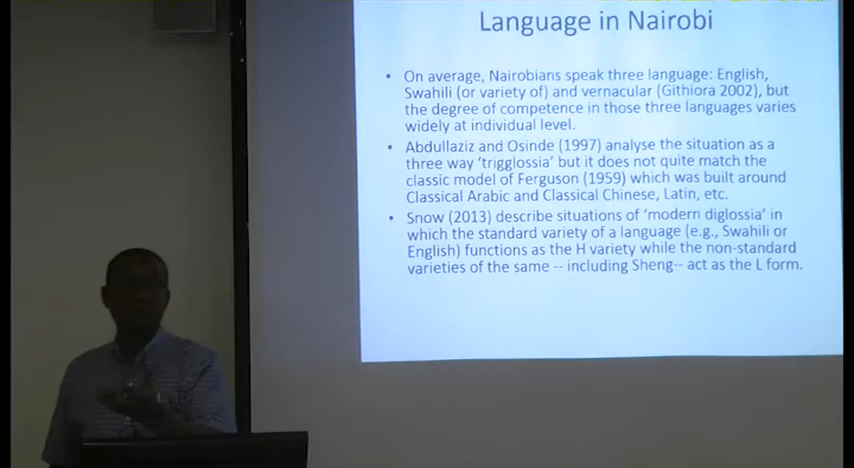 Language in Nairobi
• On average, Nairobians speak three language: English,
Swahili (or variety of) and vernacular (Githiora 2002), but
the degree of competence in those three languages varies
widely at individual level.
• Abdullaziz and Osinde (1997) analyse the situation as a
three way ‘trigglossia’ but it does not quite match the
classic model of Ferguson (1959) which was built around
Classical Arabic and Classical Chinese, Latin, etc.
• Snow (2013) describe situations of ‘modern diglossia’ in
which the standard variety of a language (e.g., Swahili or
English) functions as the H variety while the non-standard
varieties of the same -- including Sheng-- act as the L form.